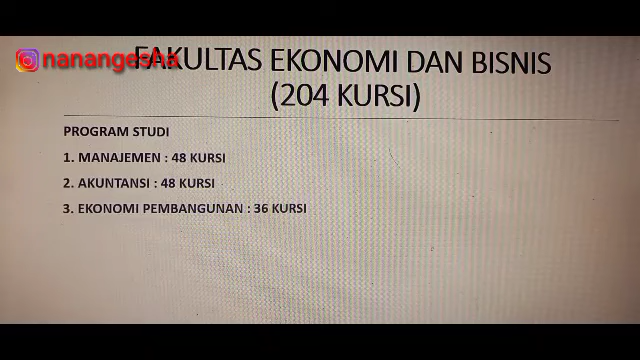 nanangesha
FAKULTAS EKONOMI DAN BISNIS
(204 KURSI)
PROGRAM STUDI
1. MANAJEMEN : 48 KURSI
2. AKUNTANSI : 48 KURSI
3. EKONOMI PEMBANGUNAN : 36 KURSI